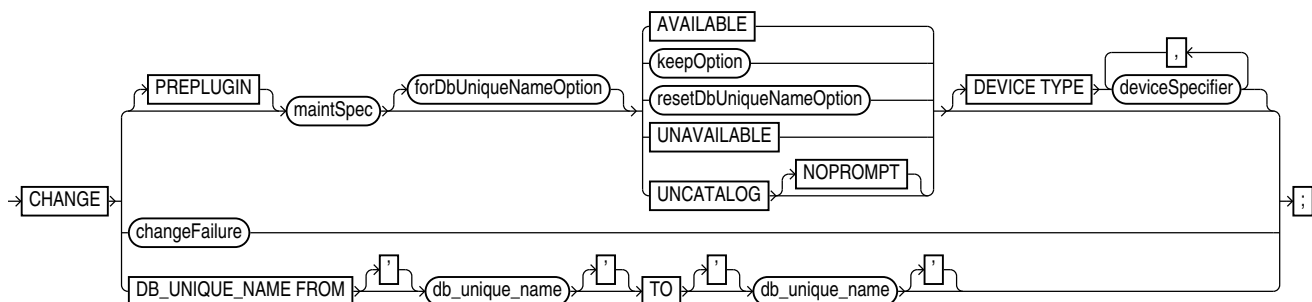 AVAILABLE
PREPLUGIN forDbUniqueNameOption keepOption DEVICE TYPE ,
maintSpec resetDbUniqueNameOption deviceSpecifier
UNAVAILABLE
NOPROMPT
UNCATALOG
CHANGE ;
changeFailure
DB_UNIQUE_NAME FROM ' db_unique_name ' TO ' db_unique_name '